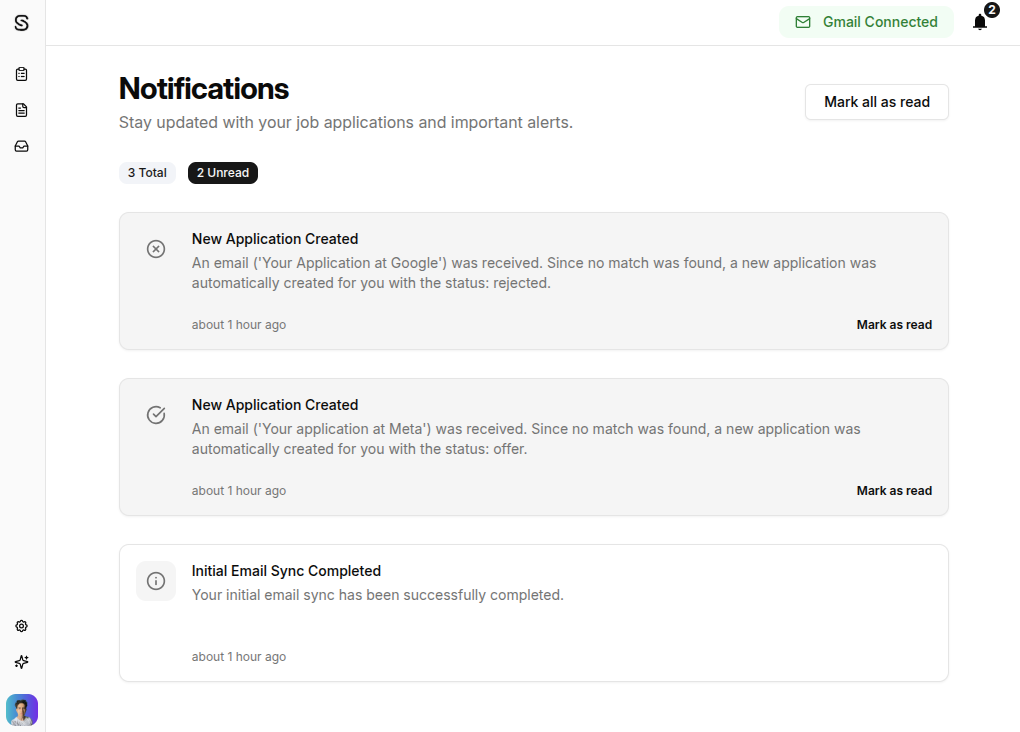 S
Gmail Connected
2
Notifications
Stay updated with your job applications and important alerts.
Mark all as read
3 Total
2 Unread
New Application Created
An email ('Your Application at Google') was received. Since no match was found, a new application was
automatically created for you with the status: rejected.
about 1 hour ago
Mark as read
New Application Created
An email ('Your application at Meta') was received. Since no match was found, a new application was
automatically created for you with the status: offer.
about 1 hour ago
Mark as read
Initial Email Sync Completed
Your initial email sync has been successfully completed.
about 1 hour ago